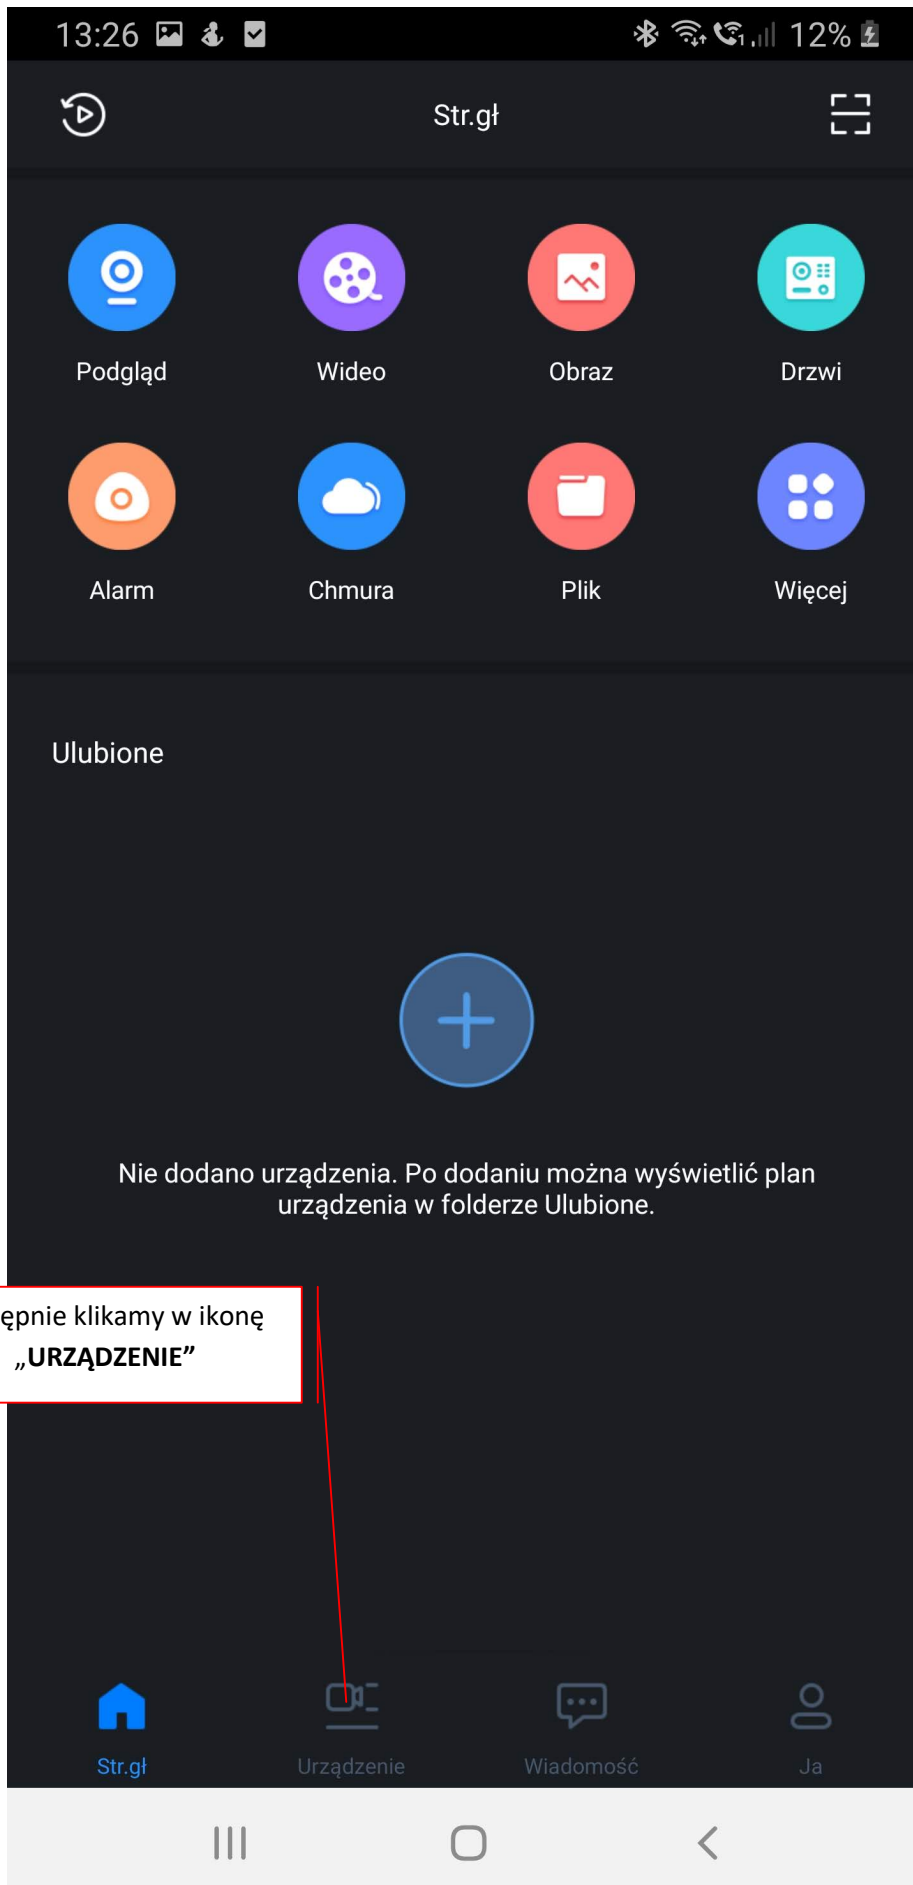 13:26
12%
Str.gł
Podgląd Wideo Obraz Drzwi
Alarm Chmura Plik Więcej
Ulubione
Nie dodano urządzenia. Po dodaniu można wyświetlić plan
urządzenia w folderze Ulubione.
ępnie klikamy w ikonę
„URZĄDZENIE”
Str.gł Urządzenie Wiadomość Ja